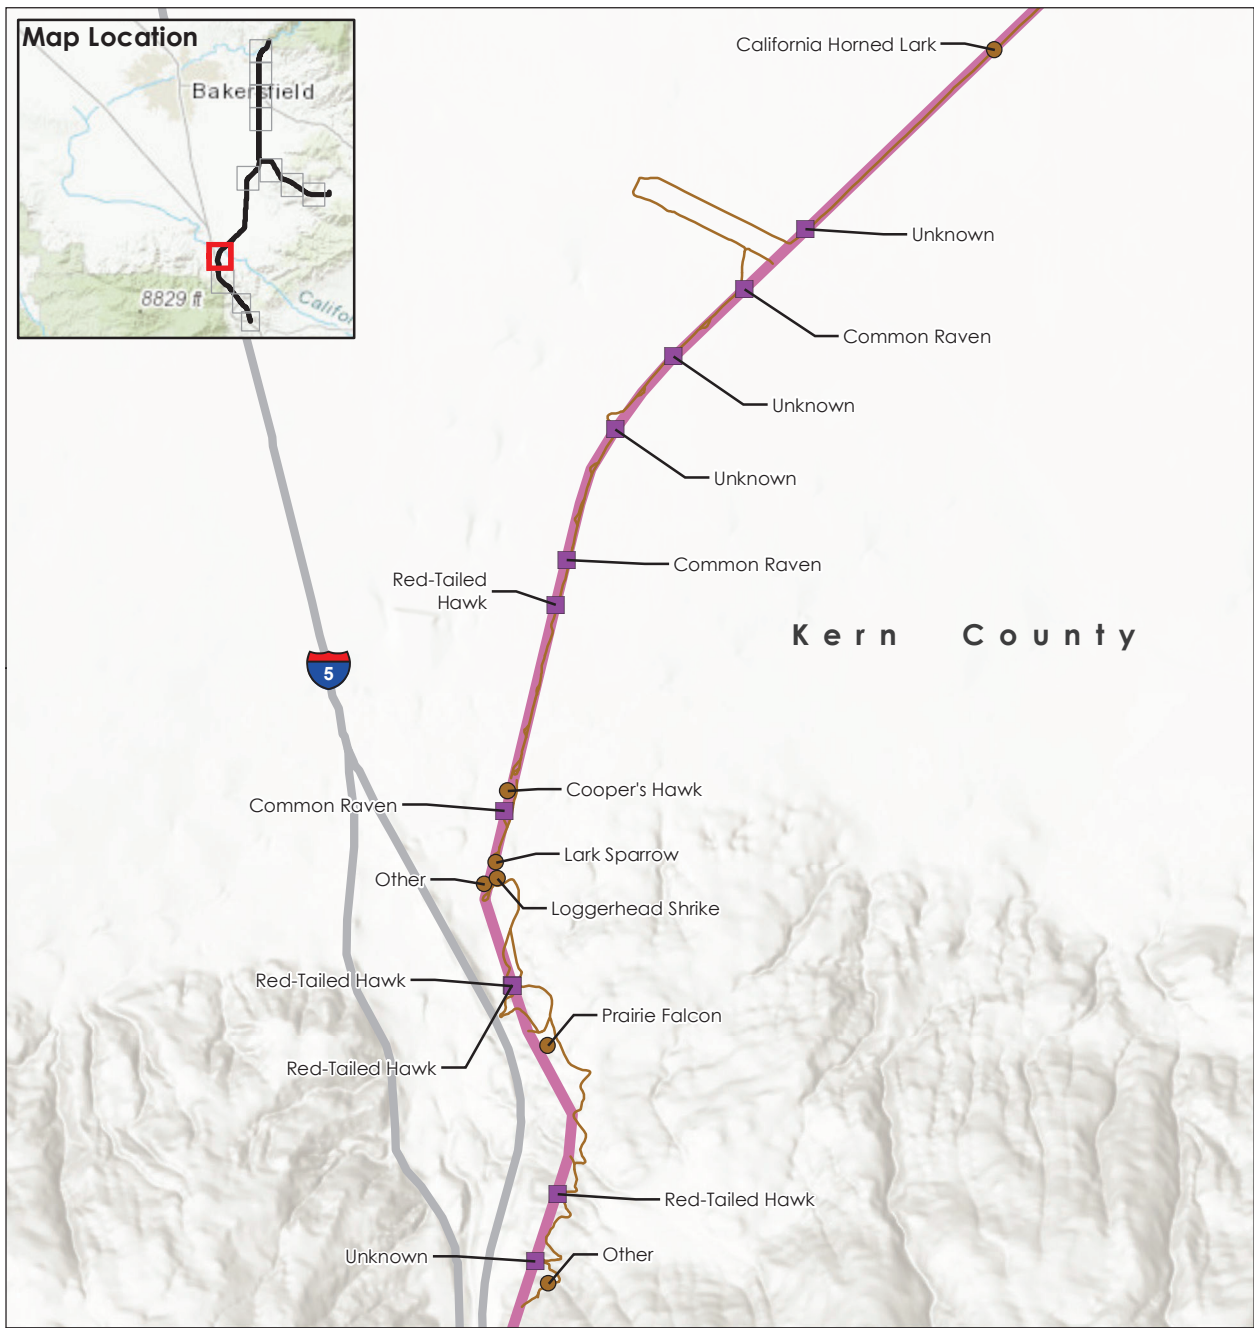 Map Location
Bakersfield
8829 ft
Califo
California Horned Lark
Unknown
Common Raven
Unknown
Unknown
Common Raven
Red-Tailed
Hawk
Kern County
5
Cooper's Hawk
Common Raven
Lark Sparrow
Other
Loggerhead Shrike
Red-Tailed Hawk
Prairie Falcon
Red-Tailed Hawk
Red-Tailed Hawk
Unknown
Other